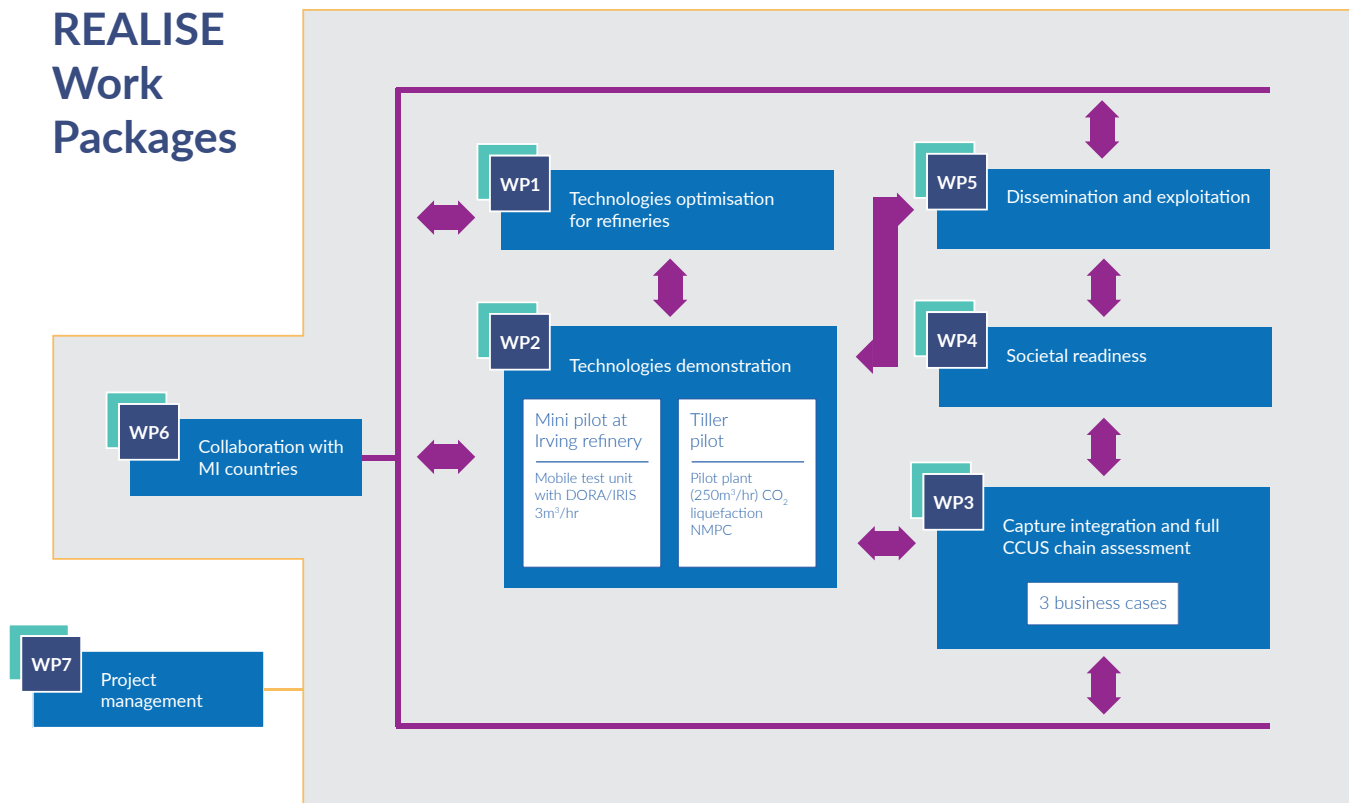 REALISE
Work
Packages
WP1
Technologies optimisation
for refineries
WP2
Technologies demonstration
Mini pilot at
Irving refinery
Mobile test unit
with DORA/IRIS
3m³/hr
Tiller
pilot
Pilot plant
(250m³/hr) CO₂
liquefaction
NMPC
WP5
Dissemination and exploitation
WP4
Societal readiness
WP3
Capture integration and full
CCUS chain assessment
3 business cases
WP6
Collaboration with
MI countries
WP7
Project
management